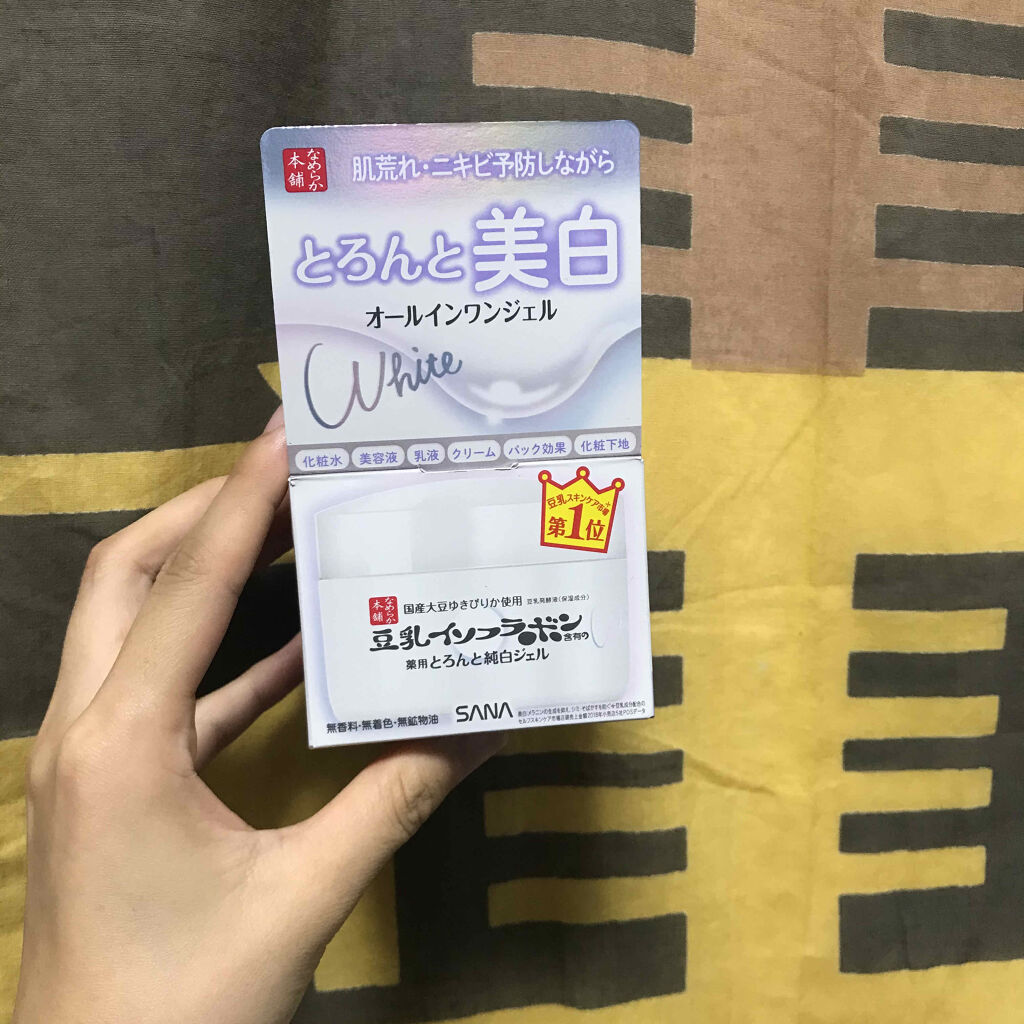 なめらか本舗
肌荒れ・ニキビ予防しながら
とろんと美白
オールインワンジェル
White
化粧水 美容液 乳液 クリーム パック効果 化粧下地
豆乳スキンケア市場
第1位
なめらか本舗
国産大豆ゆきぴりか使用 豆乳発酵液(保湿成分)
豆乳イソフラボン含有の
薬用とろんと純白ジェル
無香料・無着色・無鉱物油
SANA